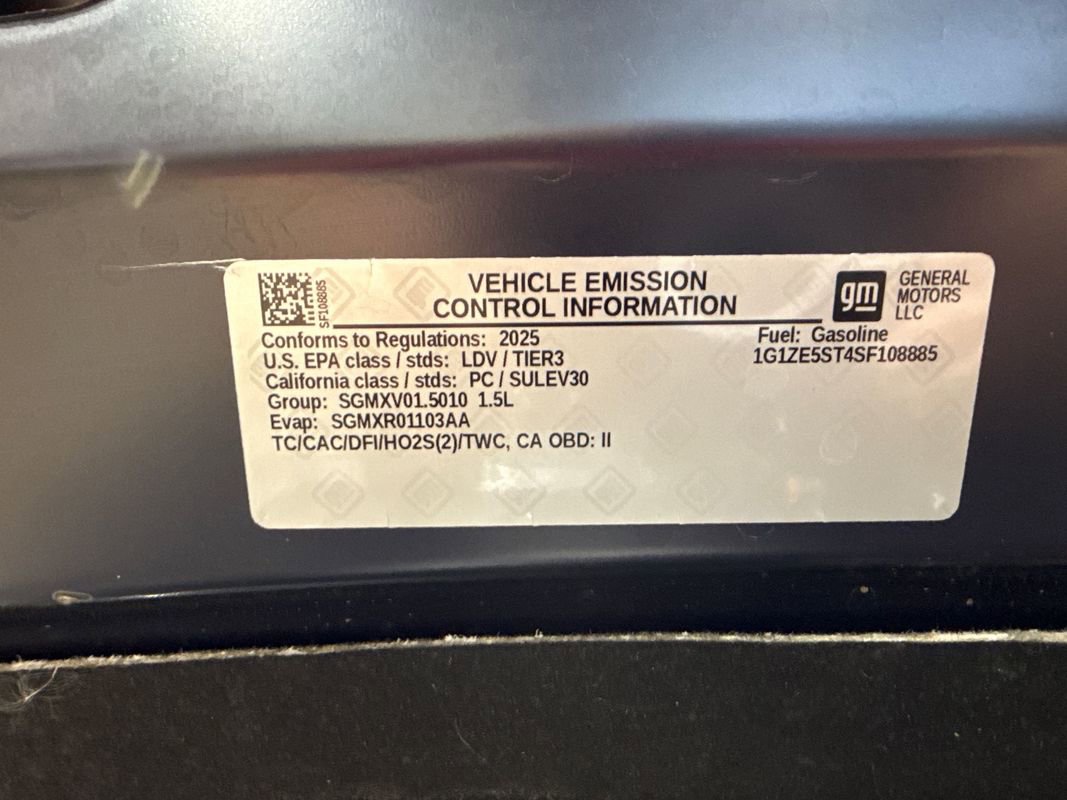 SF108885
VEHICLE EMISSION
CONTROL INFORMATION
gm
GENERAL
MOTORS
LLC
Conforms to Regulations: 2025
U.S. EPA class / stds: LDV / TIER3
California class / stds: PC / SULEV30
Group: SGMXV01.5010 1.5L
Evap: SGMXR01103AA
TC/CAC/DFI/HO2S(2)/TWC, CA OBD: II
Fuel: Gasoline
1G1ZE5ST4SF108885